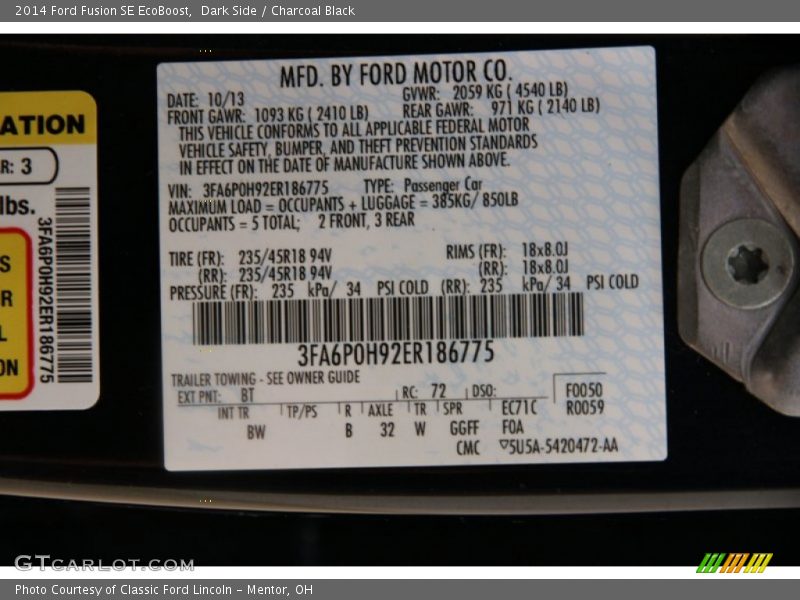 2014 Ford Fusion SE EcoBoost,  Dark Side / Charcoal Black
MFD. BY FORD MOTOR CO.
DATE: 10/13 GVWR: 2059 KG ( 4540 LB)
FRONT GAWR: 1093 KG ( 2410 LB) REAR GAWR: 971 KG ( 2140 LB)
THIS VEHICLE CONFORMS TO ALL APPLICABLE FEDERAL MOTOR
VEHICLE SAFETY, BUMPER, AND THEFT PREVENTION STANDARDS
IN EFFECT ON THE DATE OF MANUFACTURE SHOWN ABOVE.
VIN: 3FA6P0H92ER186775 TYPE: Passenger Car
MAXIMUM LOAD = OCCUPANTS + LUGGAGE = 385KG/ 850LB
OCCUPANTS = 5 TOTAL; 2 FRONT, 3 REAR
TIRE (FR): 235/45R18 94V RIMS (FR): 18x8.0J
(RR): 235/45R18 94V (RR): 18x8.0J
PRESSURE (FR): 235 kPa/ 34 PSI COLD (RR): 235 kPa/ 34 PSI COLD
3FA6P0H92ER186775
TRAILER TOWING - SEE OWNER GUIDE
EXT PNT: BT RC: 72 DSO: F0050
INT TR TP/PS R AXLE TR SPR EC71C R0059
BW B 32 W GGFF F0A
CMC ▽5U5A-5420472-AA
ATION
R: 3
lbs.
S
R
L
ON
3FA6P0H92ER186775
GTCARLOT.COM
Photo Courtesy of Classic Ford Lincoln - Mentor, OH